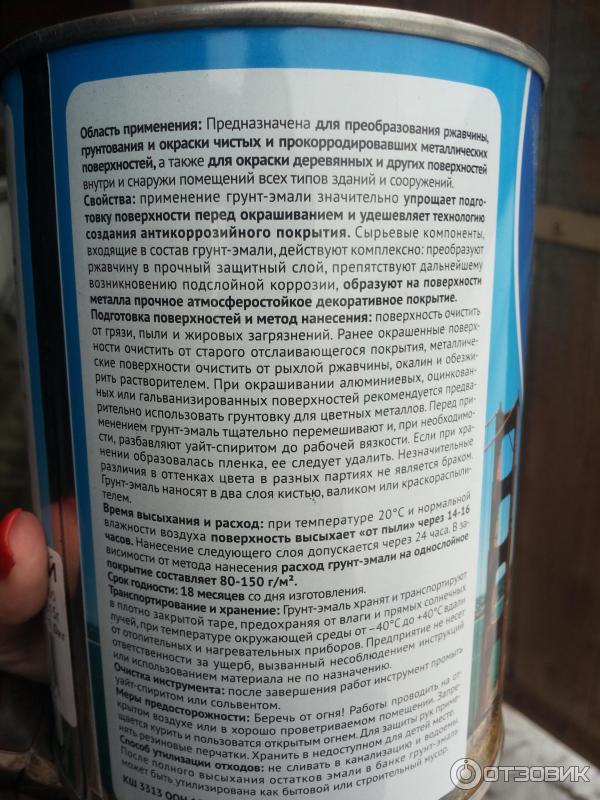 Область применения: Предназначена для преобразования ржавчины,
грунтования и окраски чистых и прокорродировавших металлических
поверхностей, а также для окраски деревянных и других поверхностей
внутри и снаружи помещений всех типов зданий и сооружений.
Свойства: применение грунт-эмали значительно упрощает подго-
товку поверхности перед окрашиванием и удешевляет технологию
создания антикоррозийного покрытия. Сырьевые компоненты,
входящие в состав грунт-эмали, действуют комплексно: преобразуют
ржавчину в прочный защитный слой, препятствуют дальнейшему
возникновению подслойной коррозии, образуют на поверхности
металла прочное атмосферостойкое декоративное покрытие.
Подготовка поверхностей и метод нанесения: поверхность очистить
от грязи, пыли и жировых загрязнений. Ранее окрашенные поверх-
ности очистить от старого отслаивающегося покрытия, металличе-
ские поверхности очистить от рыхлой ржавчины, окалин и обезжи-
рить растворителем. При окрашивании алюминиевых, оцинкован-
ных или гальванизированных поверхностей рекомендуется предва-
рительно использовать грунтовку для цветных металлов. Перед при-
менением грунт-эмаль тщательно перемешивают и, при необходимо-
сти, разбавляют уайт-спиритом до рабочей вязкости. Если при хра-
нении образовалась пленка, ее следует удалить. Незначительные
различия в оттенках цвета в разных партиях не является браком.
Грунт-эмаль наносят в два слоя кистью, валиком или краскораспыли-
телем.
Время высыхания и расход: при температуре 20°С и нормальной
влажности воздуха поверхность высыхает «от пыли» через 14-16
часов. Нанесение следующего слоя допускается через 24 часа. В за-
висимости от метода нанесения расход грунт-эмали на однослойное
покрытие составляет 80-150 г/м².
Срок годности: 18 месяцев со дня изготовления.
Транспортирование и хранение: Грунт-эмаль хранят и транспортируют
в плотно закрытой таре, предохраняя от влаги и прямых солнечных
лучей, при температуре окружающей среды от −40°С до +40°С вдали
от отопительных и нагревательных приборов. Предприятие не несет
ответственности за ущерб, вызванный несоблюдением инструкций
или использованием материала не по назначению.
Очистка инструмента: после завершения работ инструмент промыть
уайт-спиритом или сольвентом.
Меры предосторожности: Беречь от огня! Работы проводить на от-
крытом воздухе или в хорошо проветриваемом помещении. Запре-
щается курить и пользоваться открытым огнем. Для защиты рук приме-
нять резиновые перчатки. Хранить в недоступном для детей месте.
Способ утилизации отходов: не сливать в канализацию и водоемы.
После полного высыхания остатков эмали в банке грунт-эмаль
может быть утилизирована как бытовой или строительный мусор.
КШ 3313 ООН
ОТЗОВИК